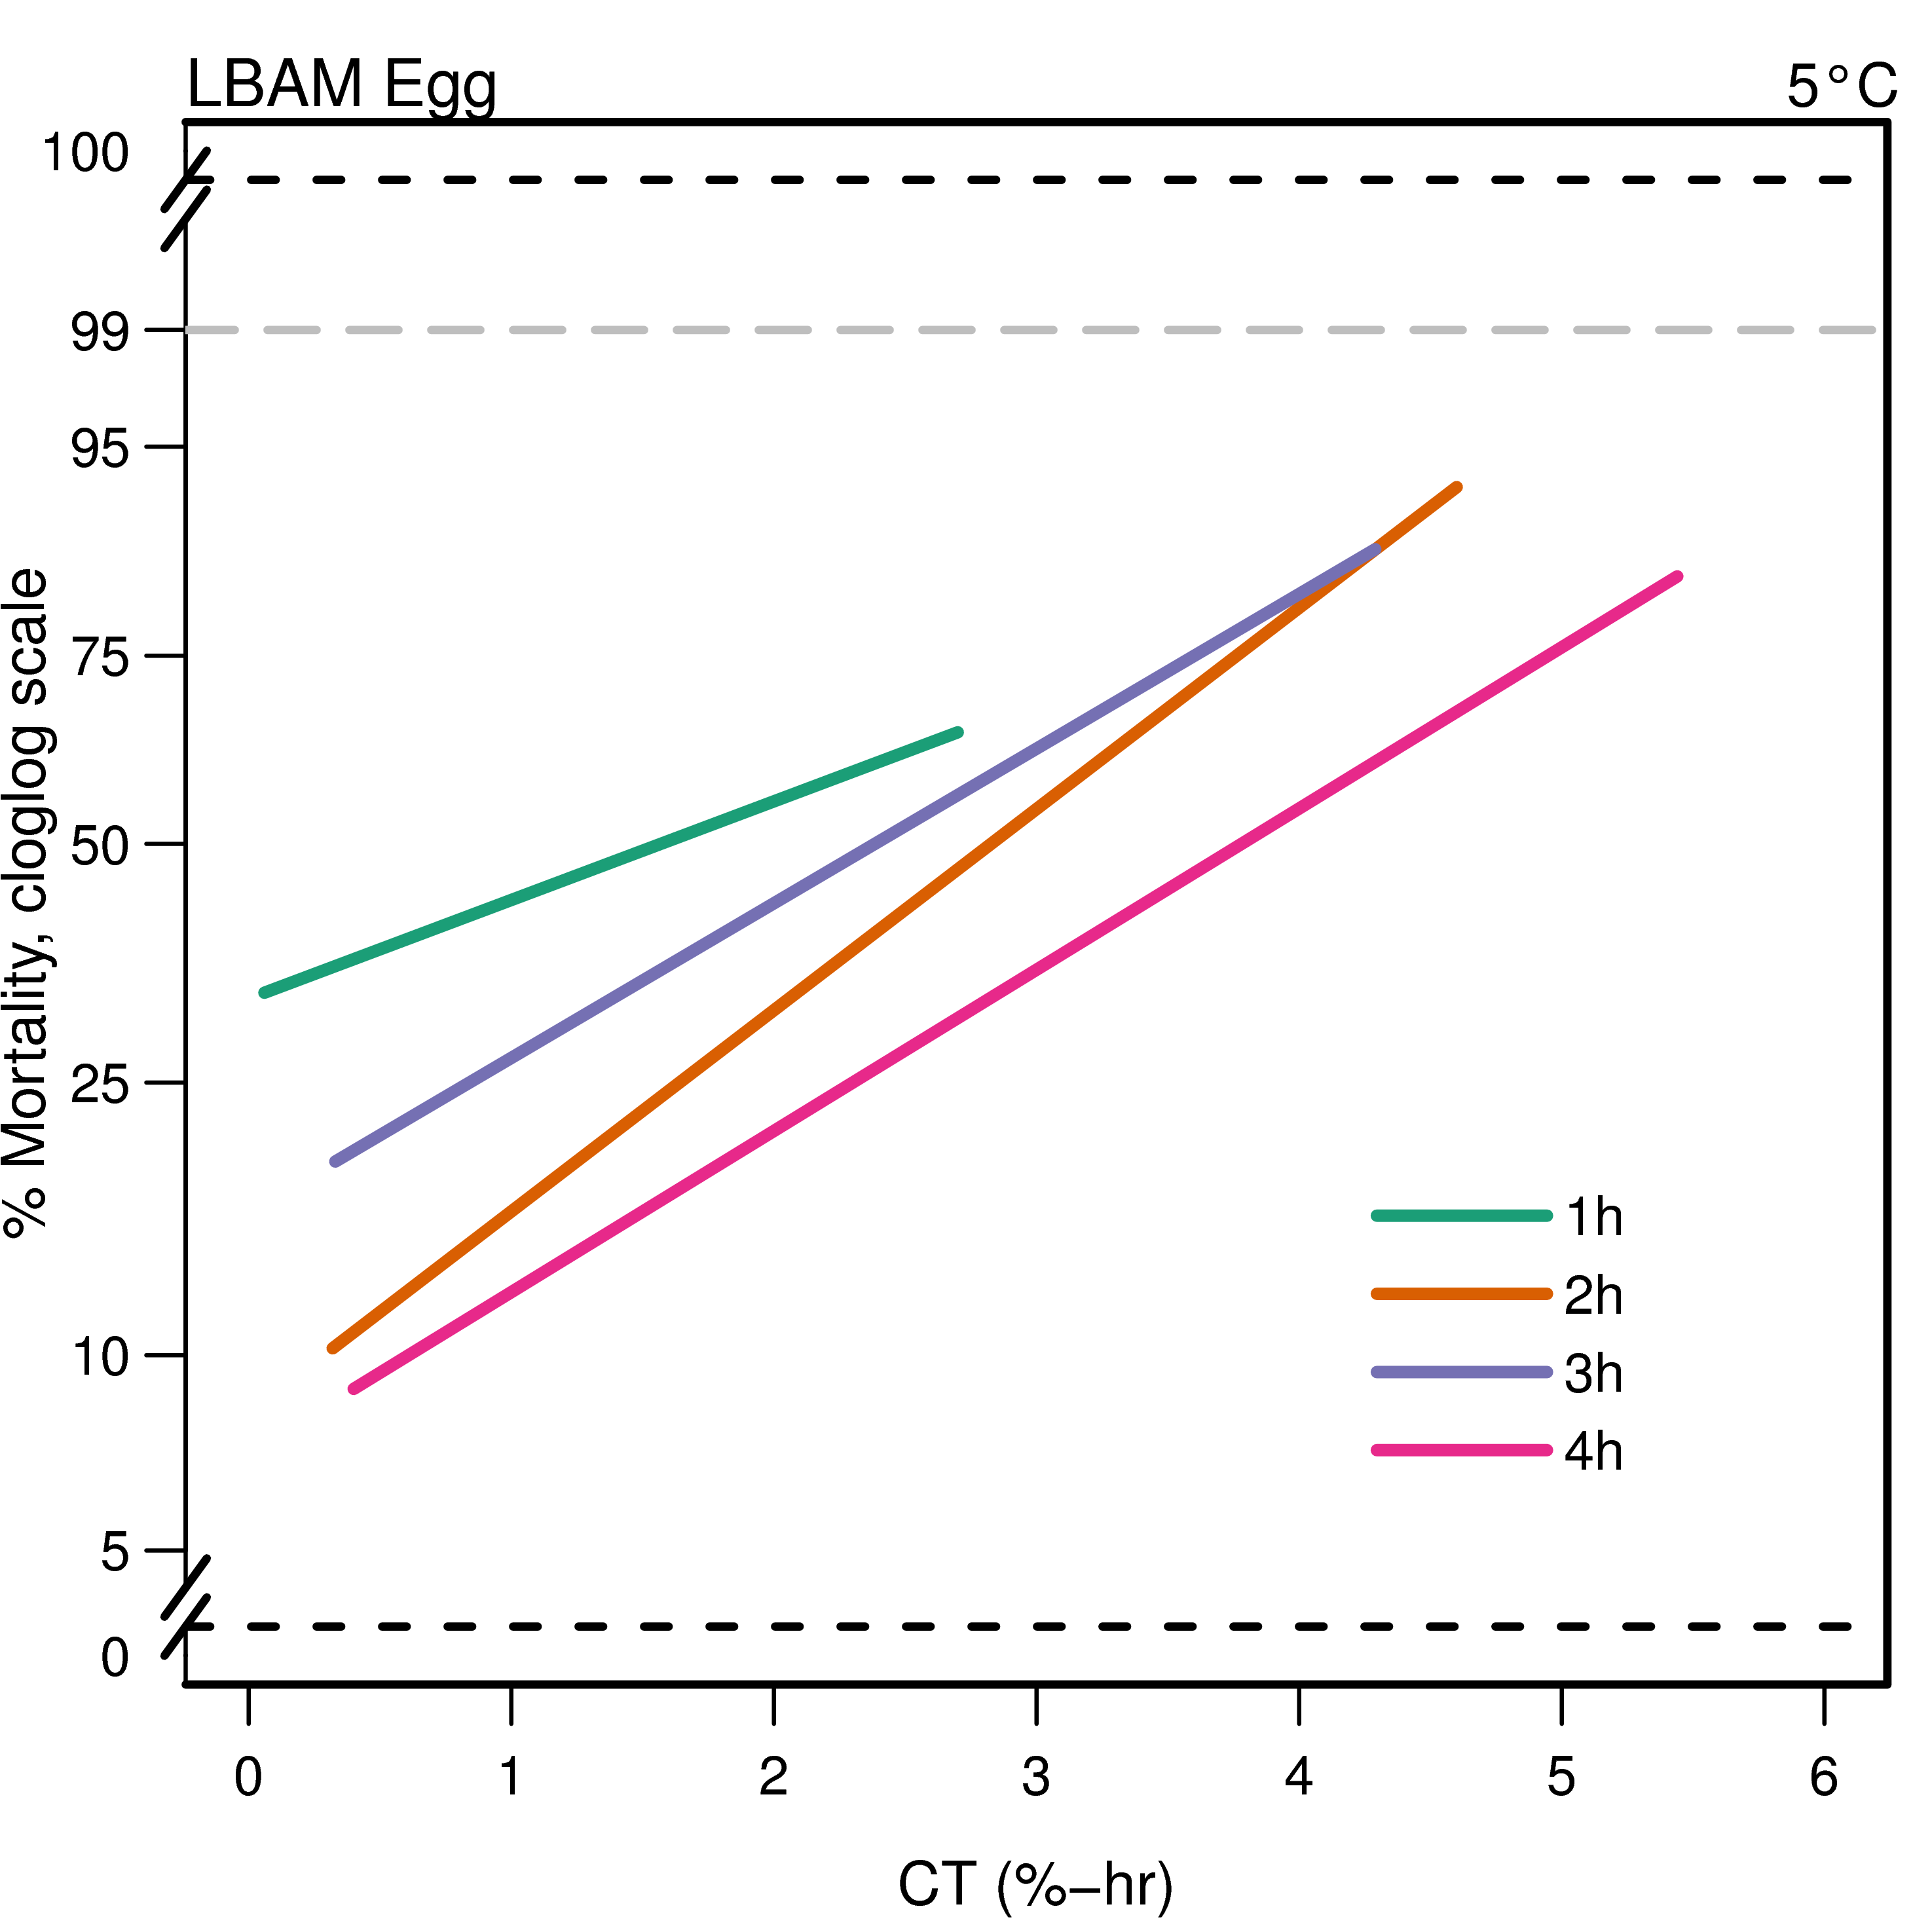 LBAM Egg
5°C
100
99
95
75
50
25
10
5
0
% Mortality, cloglog scale
1h
2h
3h
4h
0 1 2 3 4 5 6
CT (%−hr)